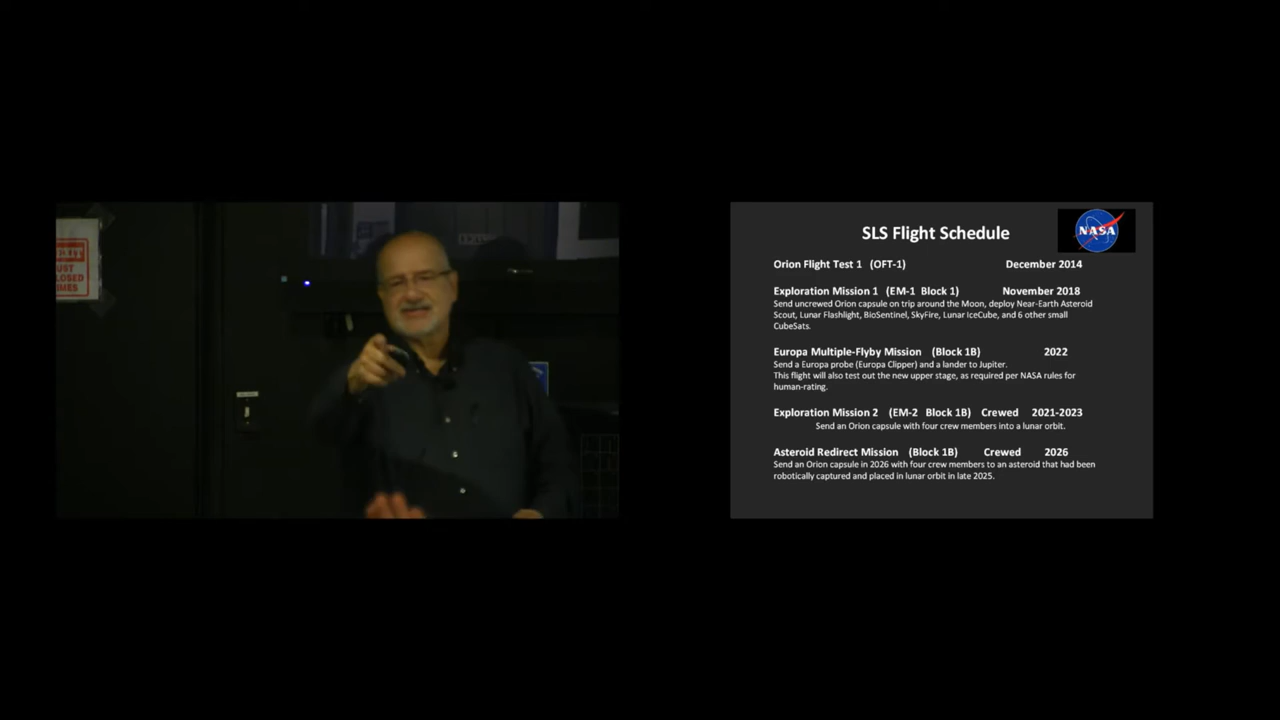 UST
LOSED
IMES
SLS Flight Schedule
NASA
Orion Flight Test 1 (OFT-1) December 2014
Exploration Mission 1 (EM-1 Block 1) November 2018
Send uncrewed Orion capsule on trip around the Moon, deploy Near-Earth Asteroid
Scout, Lunar Flashlight, BioSentinel, SkyFire, Lunar IceCube, and 6 other small
CubeSats.
Europa Multiple-Flyby Mission (Block 1B) 2022
Send a Europa probe (Europa Clipper) and a lander to Jupiter.
This flight will also test out the new upper stage, as required per NASA rules for
human-rating.
Exploration Mission 2 (EM-2 Block 1B) Crewed 2021-2023
Send an Orion capsule with four crew members into a lunar orbit.
Asteroid Redirect Mission (Block 1B) Crewed 2026
Send an Orion capsule in 2026 with four crew members to an asteroid that had been
robotically captured and placed in lunar orbit in late 2025.